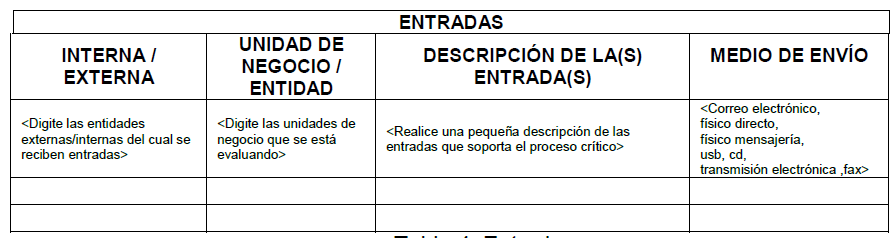 ENTRADAS
INTERNA /
EXTERNA
UNIDAD DE
NEGOCIO /
ENTIDAD
DESCRIPCIÓN DE LA(S)
ENTRADA(S)
MEDIO DE ENVÍO
<Digite las entidades
externas/internas del cual se
reciben entradas>
<Digite las unidades de
negocio que se está
evaluando>
<Realice una pequeña descripción de las
entradas que soporta el proceso crítico>
<Correo electrónico,
físico directo,
físico mensajería,
usb, cd,
transmisión electrónica ,fax>